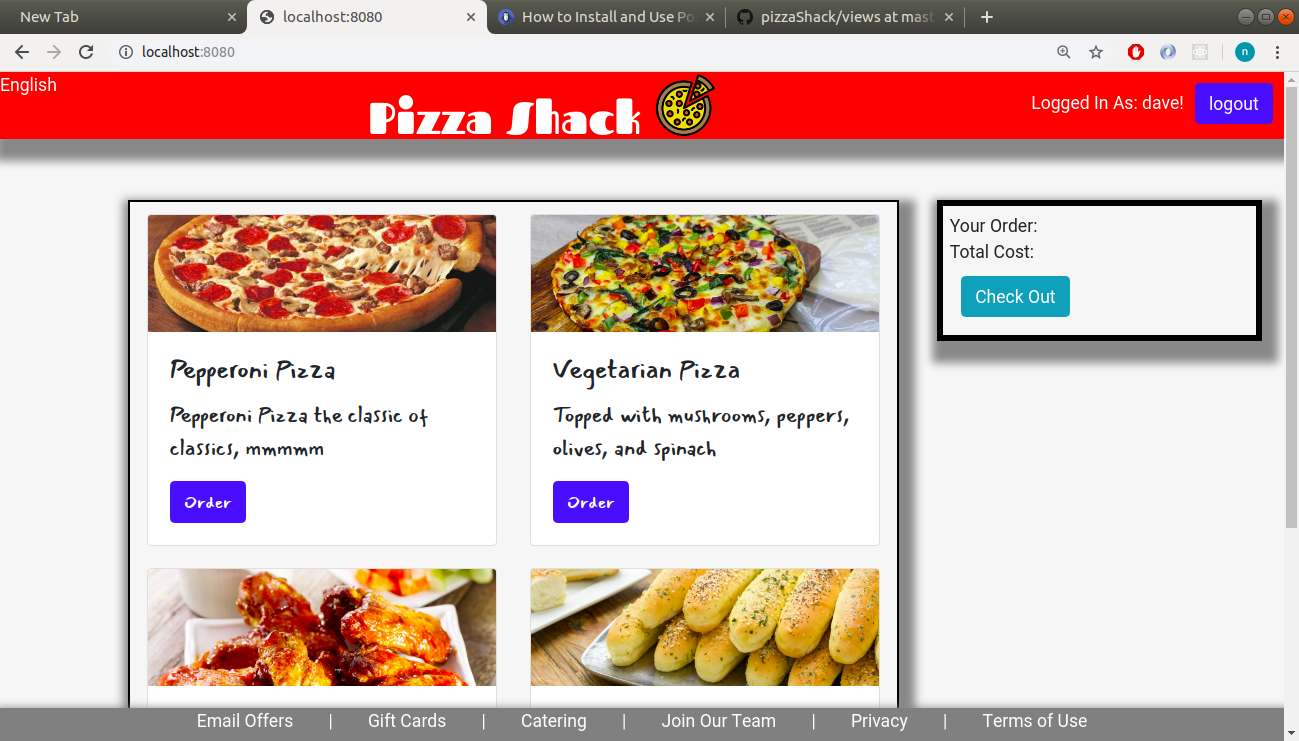 New Tab
localhost:8080
How to Install and Use Po
pizzaShack/views at mast
localhost:8080
n
English
Pizza Shack
Logged In As: dave!
logout
Pepperoni Pizza
Pepperoni Pizza the classic of
classics, mmmmm
Order
Vegetarian Pizza
Topped with mushrooms, peppers,
olives, and spinach
Order
Your Order:
Total Cost:
Check Out
Email Offers | Gift Cards | Catering | Join Our Team | Privacy | Terms of Use